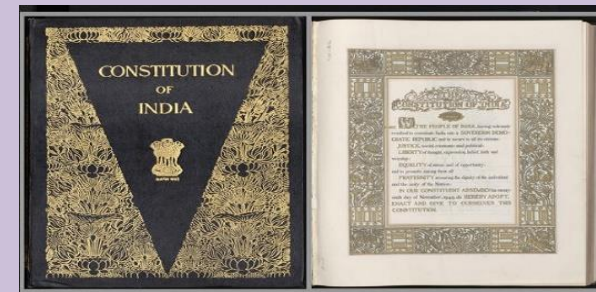 CONSTITUTION
OF
INDIA
CONSTITUTION OF INDIA
WE, THE PEOPLE OF INDIA, having solemnly
resolved to constitute India into a SOVEREIGN DEMO-
CRATIC REPUBLIC and to secure to all its citizens:
JUSTICE, social, economic and political;
LIBERTY of thought, expression, belief, faith and
worship;
EQUALITY of status and of opportunity;
and to promote among them all
FRATERNITY assuring the dignity of the individual
and the unity of the Nation;
IN OUR CONSTITUENT ASSEMBLY this twenty-
sixth day of November, 1949, do HEREBY ADOPT,
ENACT AND GIVE TO OURSELVES THIS
CONSTITUTION.